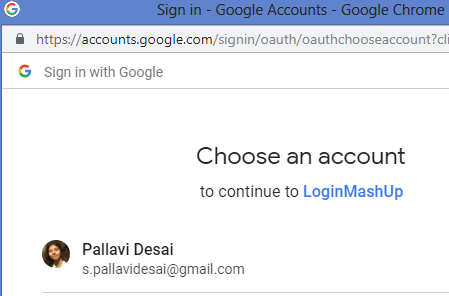 Sign in - Google Accounts - Google Chrome
https://accounts.google.com/signin/oauth/oauthchooseaccount?cli
Sign in with Google
Choose an account
to continue to LoginMashUp
Pallavi Desai
s.pallavidesai@gmail.com